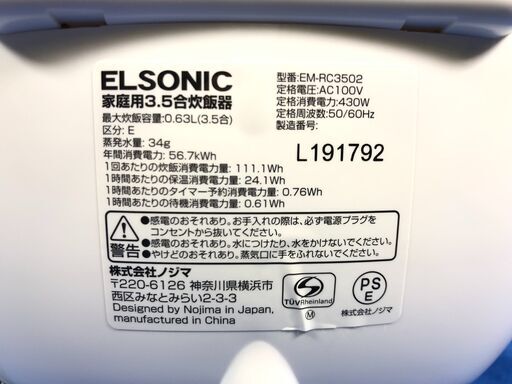 ELSONIC
家庭用3.5合炊飯器
最大炊飯容量:0.63L(3.5合)
区分: E
蒸発水量: 34g
年間消費電力: 56.7kWh
1回あたりの炊飯消費電力量: 111.1Wh
1時間あたりの保温消費電力量: 24.1Wh
1時間あたりのタイマー予約消費電力量: 0.76Wh
1時間あたりの待機消費電力量: 0.61Wh
型名:EM-RC3502
定格電圧:AC100V
定格消費電力:430W
定格周波数:50/60Hz
製造番号:
L191792
警告
●感電のおそれあり。お手入れの際は、必ず電源プラグを
コンセントから抜いてください。
●感電のおそれあり。水につけたり、水をかけないでください。
●やけどのおそれあり。蒸気口に手をふれないでください。
株式会社ノジマ
〒220-6126 神奈川県横浜市
西区みなとみらい2-3-3
Designed by Nojima in Japan,
manufactured in China
TÜVRheinland
M
PS
E
株式会社ノジマ